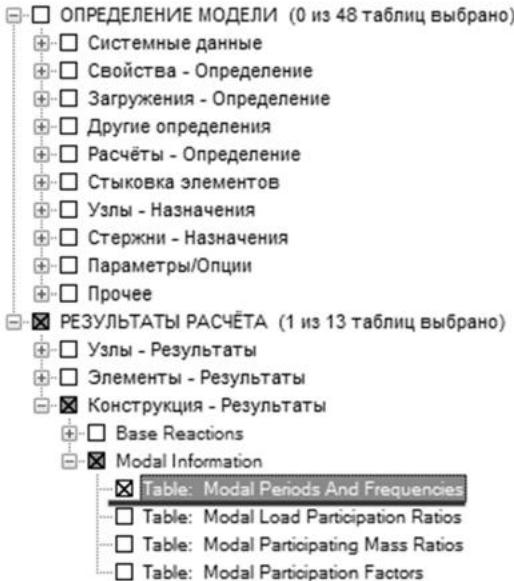 ОПРЕДЕЛЕНИЕ МОДЕЛИ (0 из 48 таблиц выбрано)
Системные данные
Свойства - Определение
Загружения - Определение
Другие определения
Расчёты - Определение
Стыковка элементов
Узлы - Назначения
Стержни - Назначения
Параметры/Опции
Прочее
РЕЗУЛЬТАТЫ РАСЧЁТА (1 из 13 таблиц выбрано)
Узлы - Результаты
Элементы - Результаты
Конструкция - Результаты
Base Reactions
Modal Information
Table: Modal Periods And Frequencies
Table: Modal Load Participation Ratios
Table: Modal Participating Mass Ratios
Table: Modal Participation Factors